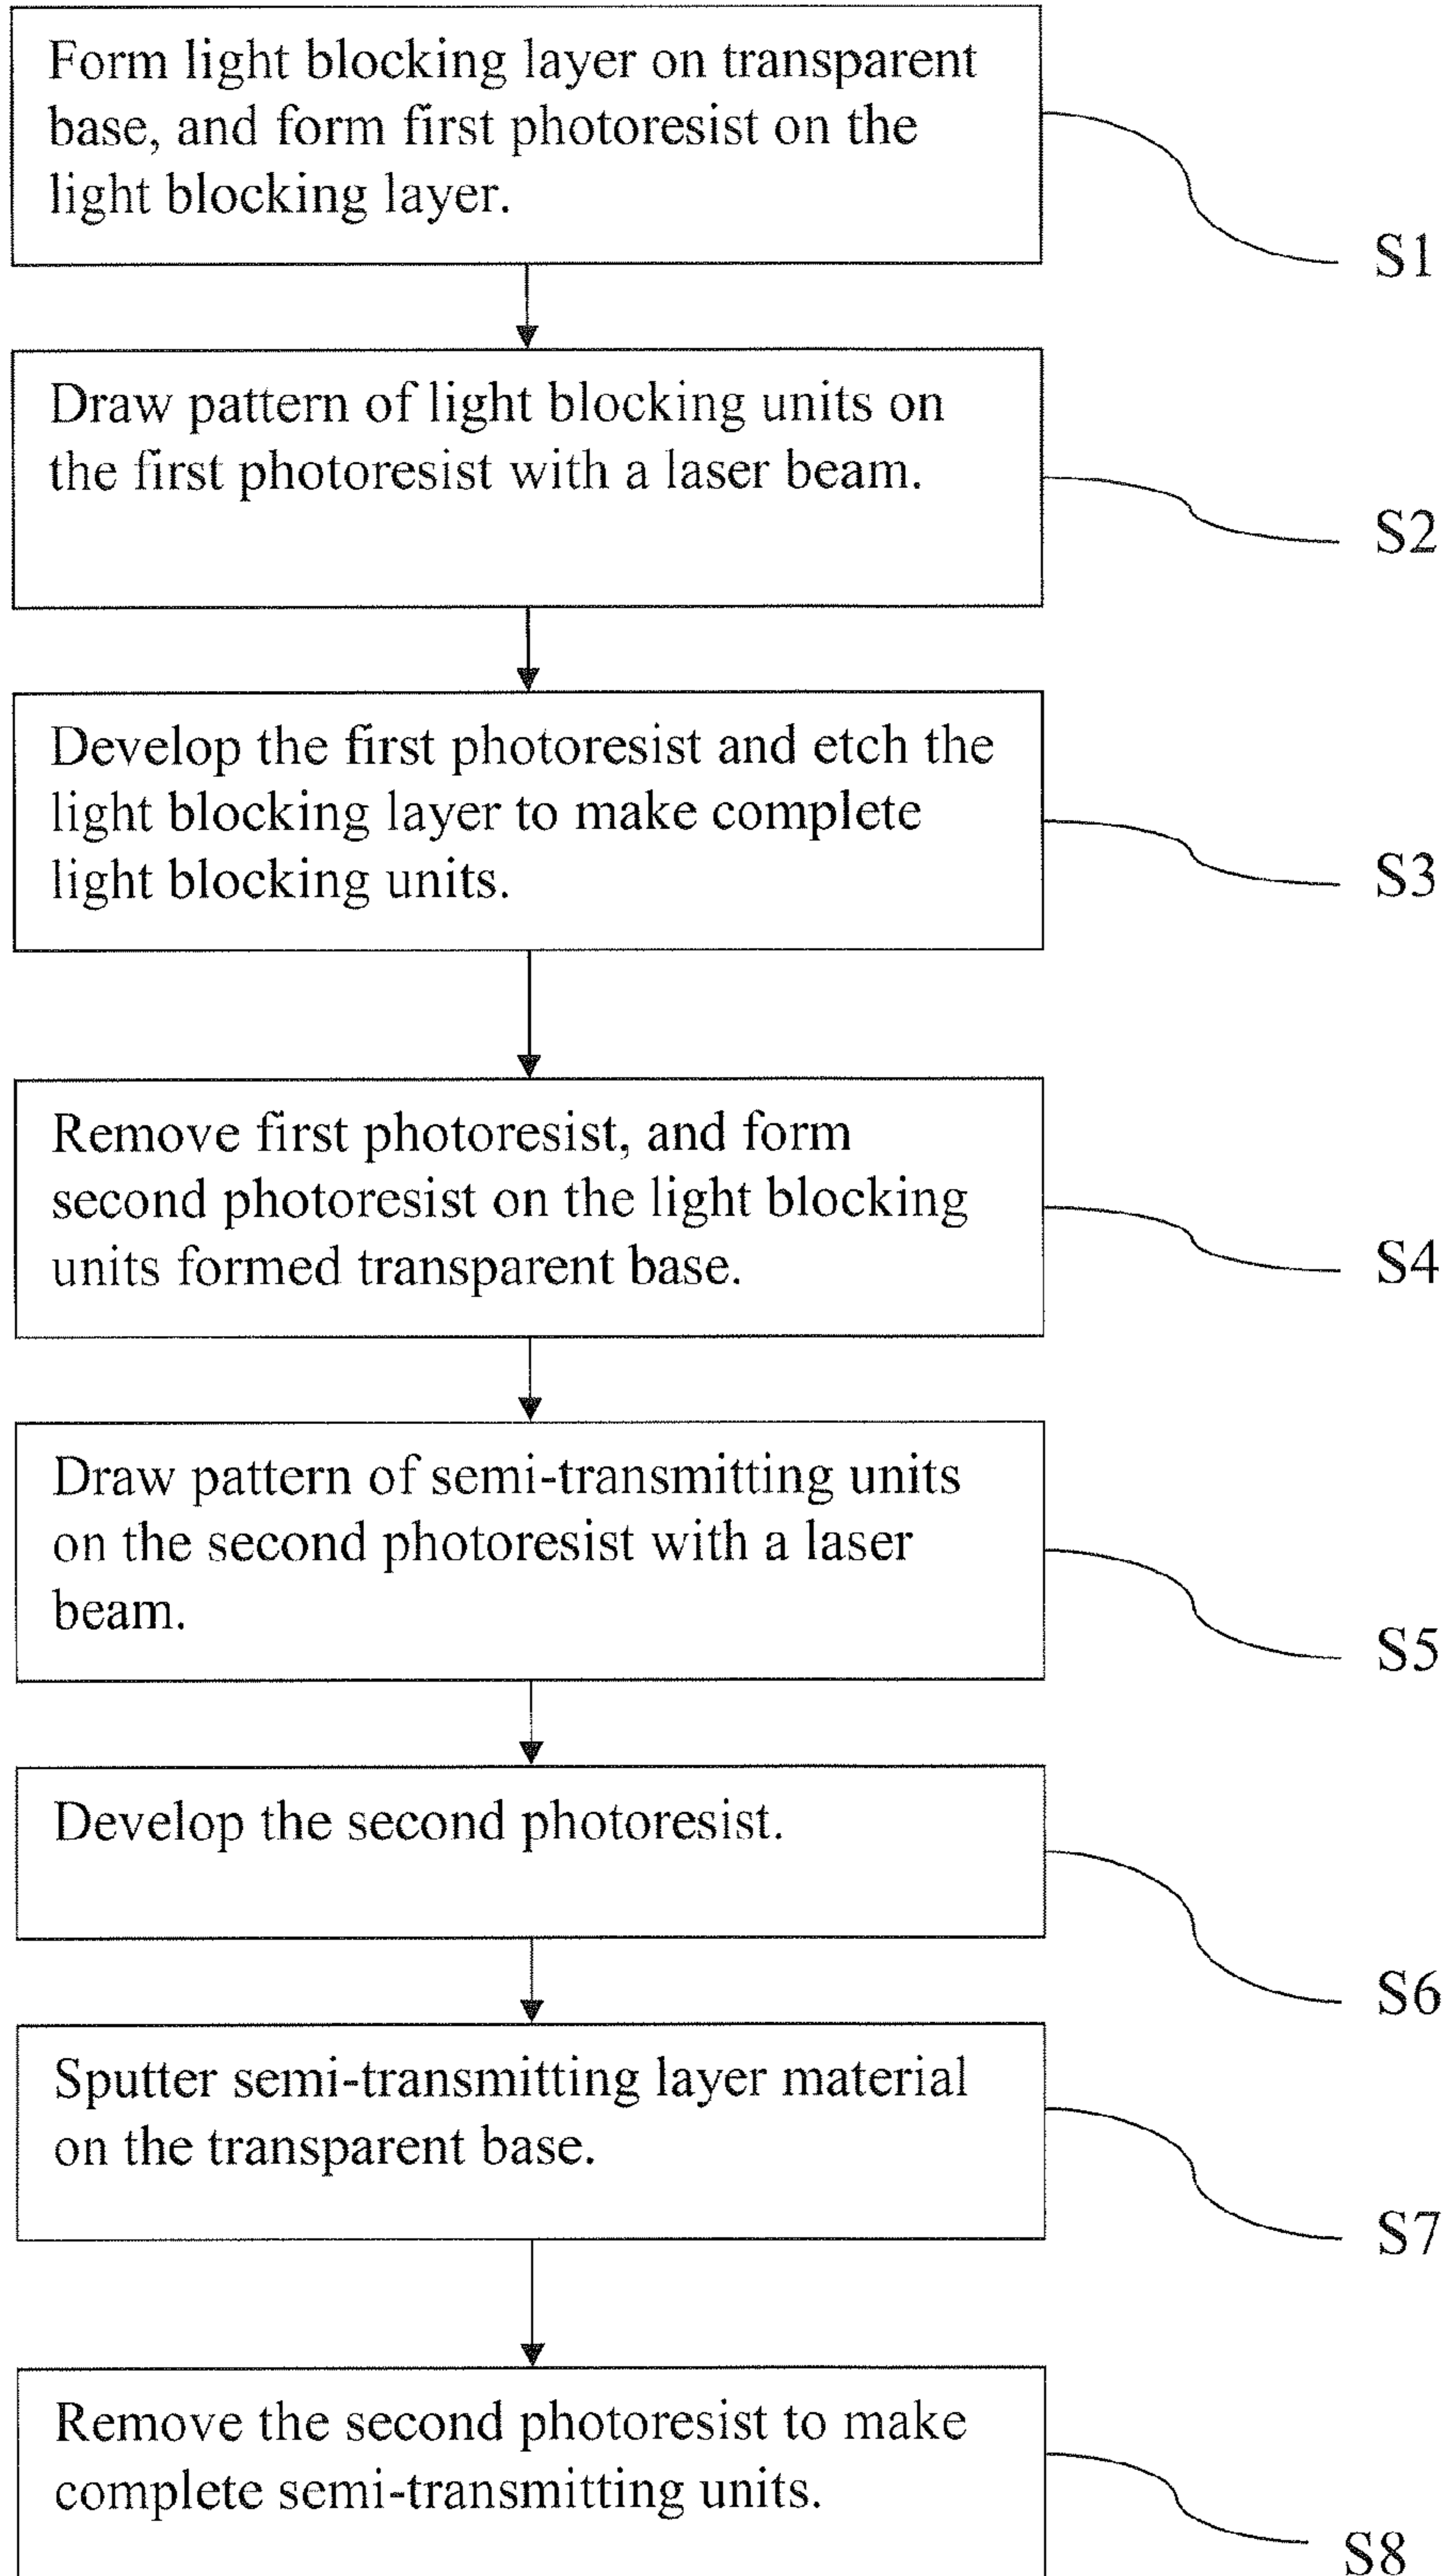 Form light blocking layer on transparent
base, and form first photoresist on the
light blocking layer.
S1
Draw pattern of light blocking units on
the first photoresist with a laser beam.
S2
Develop the first photoresist and etch the
light blocking layer to make complete
light blocking units.
S3
Remove first photoresist, and form
second photoresist on the light blocking
units formed transparent base.
S4
Draw pattern of semi-transmitting units
on the second photoresist with a laser
beam.
S5
Develop the second photoresist.
S6
Sputter semi-transmitting layer material
on the transparent base.
S7
Remove the second photoresist to make
complete semi-transmitting units.
S8